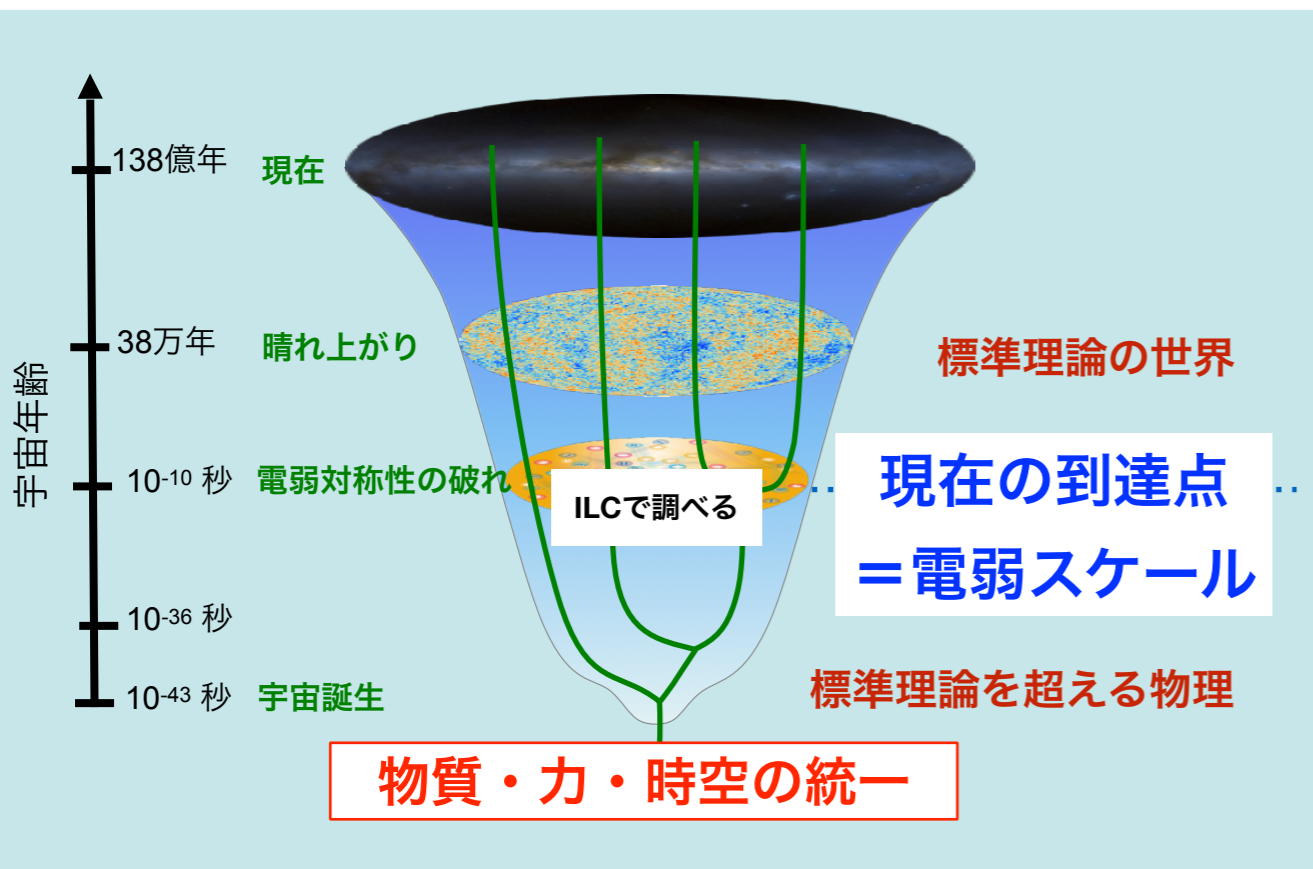 138億年 現在
38万年 晴れ上がり
標準理論の世界
宇宙年齢
10-10 秒 電弱対称性の破れ
ILCで調べる
現在の到達点
＝電弱スケール
10-36 秒
10-43 秒 宇宙誕生
標準理論を超える物理
物質・力・時空の統一